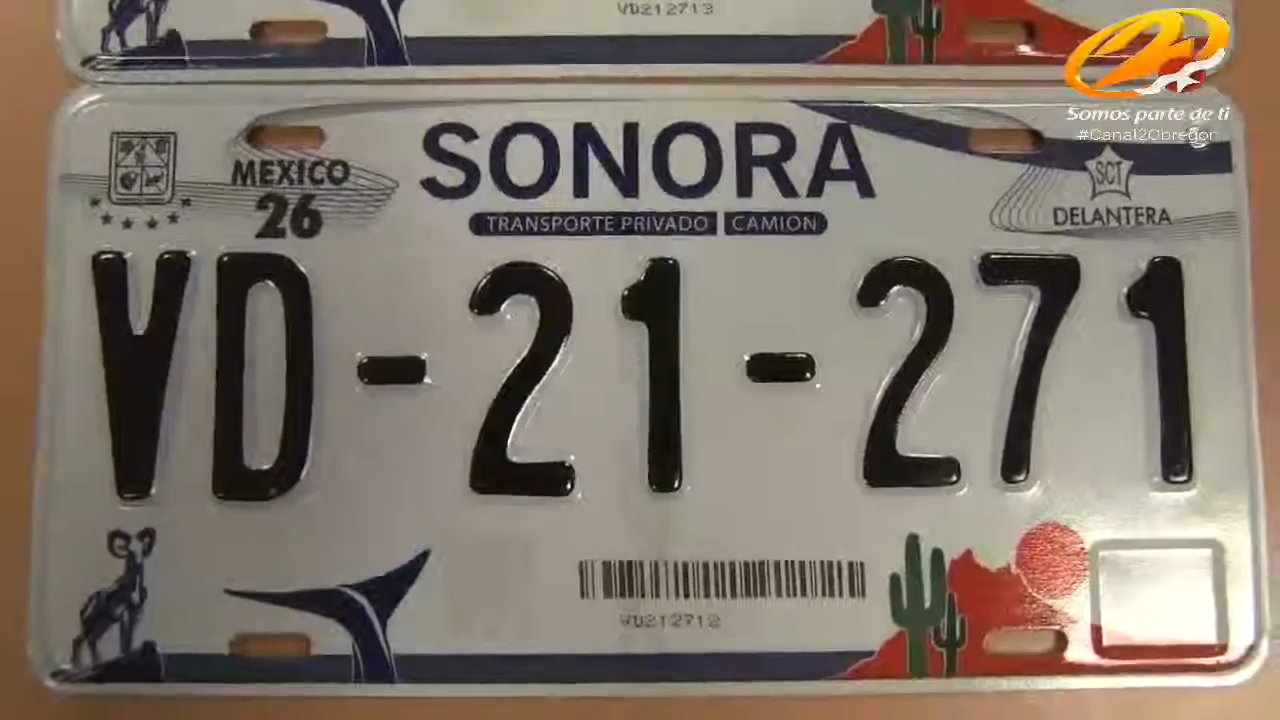 VD212713
Somos parte de ti
#Canal2Obregon
MEXICO
26
SONORA
TRANSPORTE PRIVADO CAMION
SCT
DELANTERA
VD-21-271
VD212712